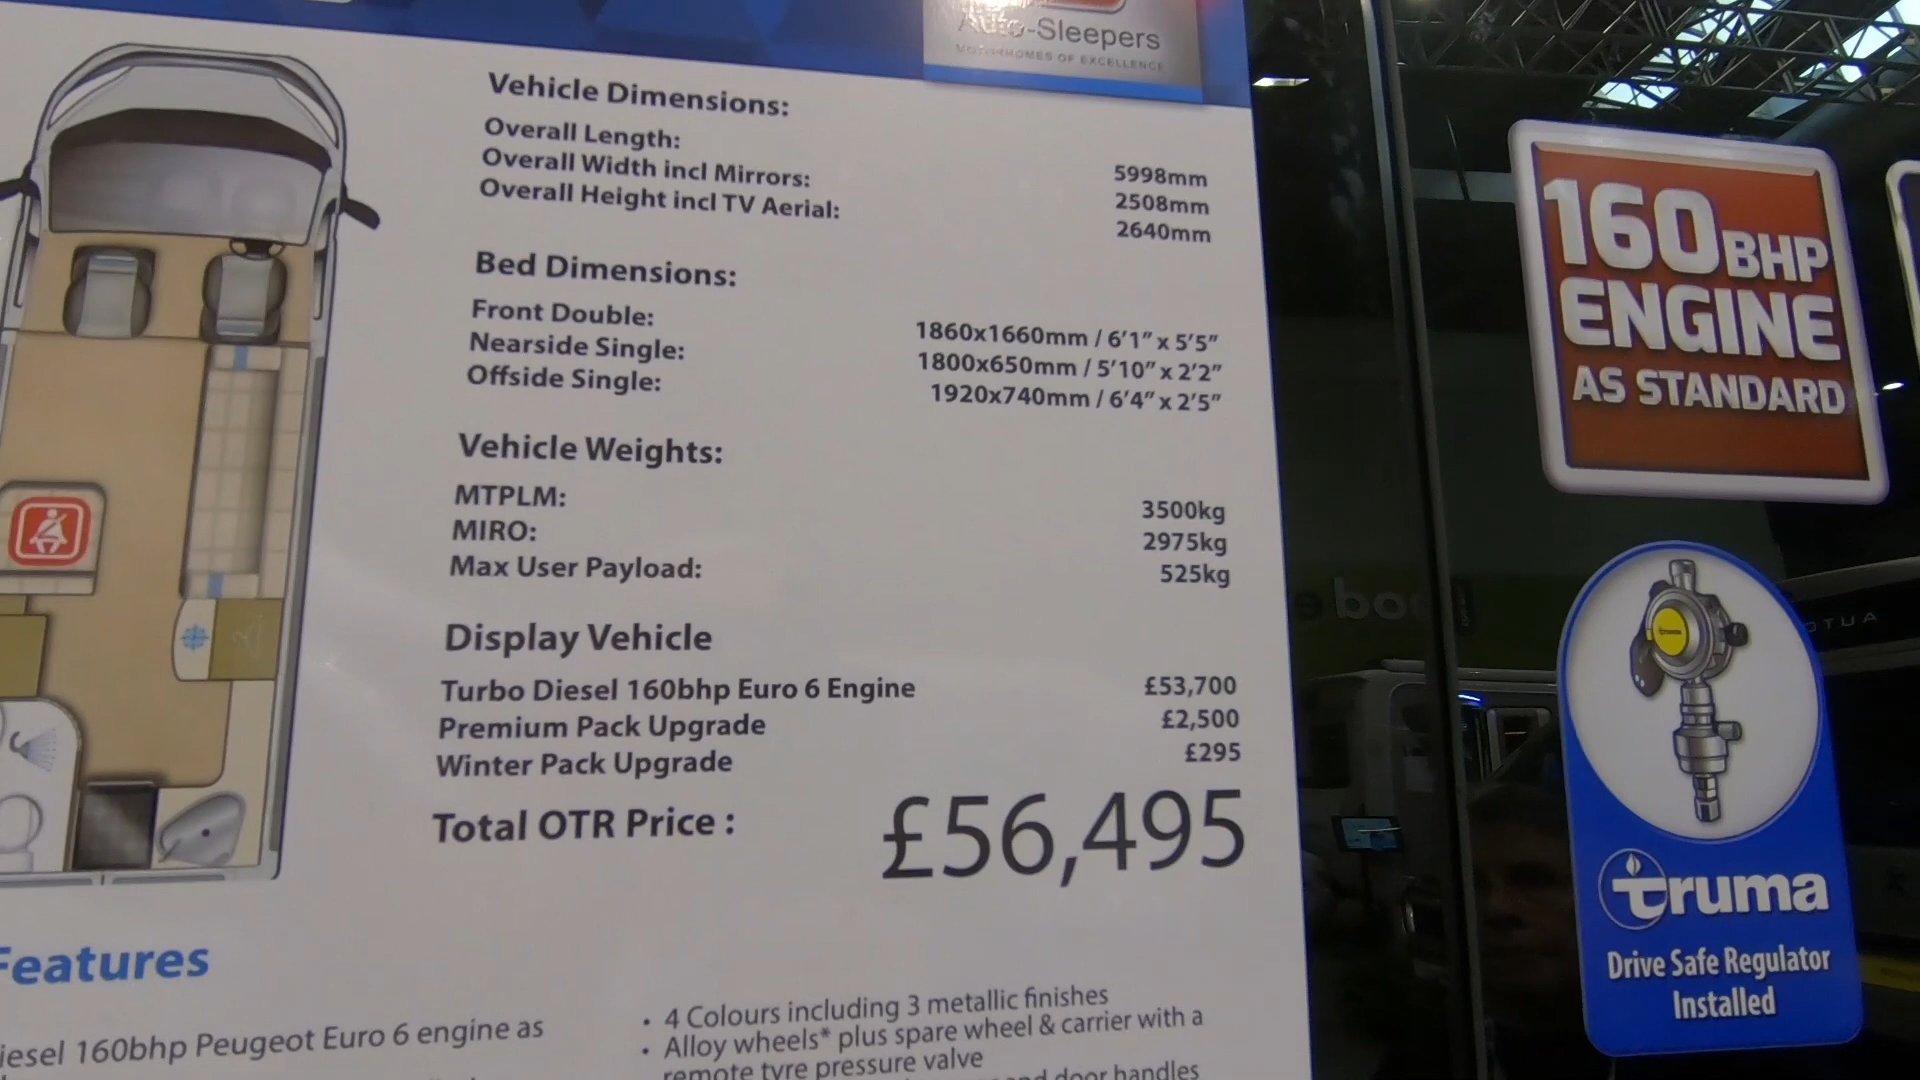 Auto-Sleepers
MOTORHOMES OF EXCELLENCE
Vehicle Dimensions:
Overall Length: 5998mm
Overall Width incl Mirrors: 2508mm
Overall Height incl TV Aerial: 2640mm
Bed Dimensions:
Front Double: 1860x1660mm / 6'1" x 5'5"
Nearside Single: 1800x650mm / 5'10" x 2'2"
Offside Single: 1920x740mm / 6'4" x 2'5"
Vehicle Weights:
MTPLM: 3500kg
MIRO: 2975kg
Max User Payload: 525kg
Display Vehicle
Turbo Diesel 160bhp Euro 6 Engine £53,700
Premium Pack Upgrade £2,500
Winter Pack Upgrade £295
Total OTR Price : £56,495
Features
iesel 160bhp Peugeot Euro 6 engine as
• 4 Colours including 3 metallic finishes
• Alloy wheels* plus spare wheel & carrier with a
remote tyre pressure valve
and door handles
160BHP
ENGINE
AS STANDARD
truma
Drive Safe Regulator
Installed